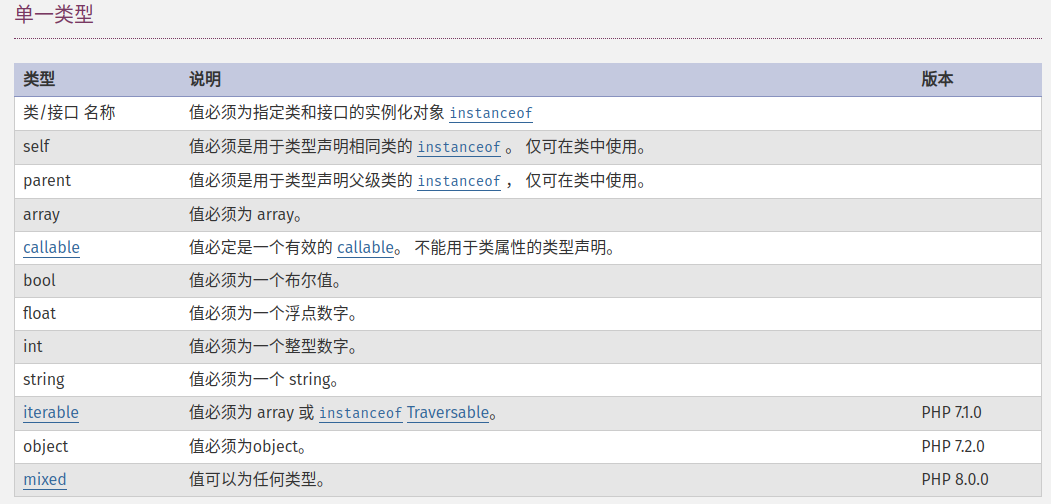 单一类型
类型 说明 版本
类/接口 名称 值必须为指定类和接口的实例化对象 instanceof
self 值必须是用于类型声明相同类的 instanceof 。 仅可在类中使用。
parent 值必须是用于类型声明父级类的 instanceof ， 仅可在类中使用。
array 值必须为 array。
callable 值必定是一个有效的 callable。 不能用于类属性的类型声明。
bool 值必须为一个布尔值。
float 值必须为一个浮点数字。
int 值必须为一个整型数字。
string 值必须为一个 string。
iterable 值必须为 array 或 instanceof Traversable。 PHP 7.1.0
object 值必须为object。 PHP 7.2.0
mixed 值可以为任何类型。 PHP 8.0.0